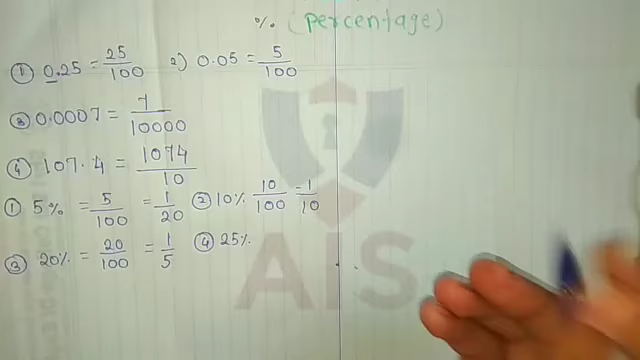 % (percentage)
① 0.25 = 25/100 2) 0.05 = 5/100
③ 0.0007 = 7/10000
④ 107.4 = 1074/10
① 5% = 5/100 = 1/20 ② 10% 10/100 = 1/10
③ 20% = 20/100 = 1/5 ④ 25%
AIS